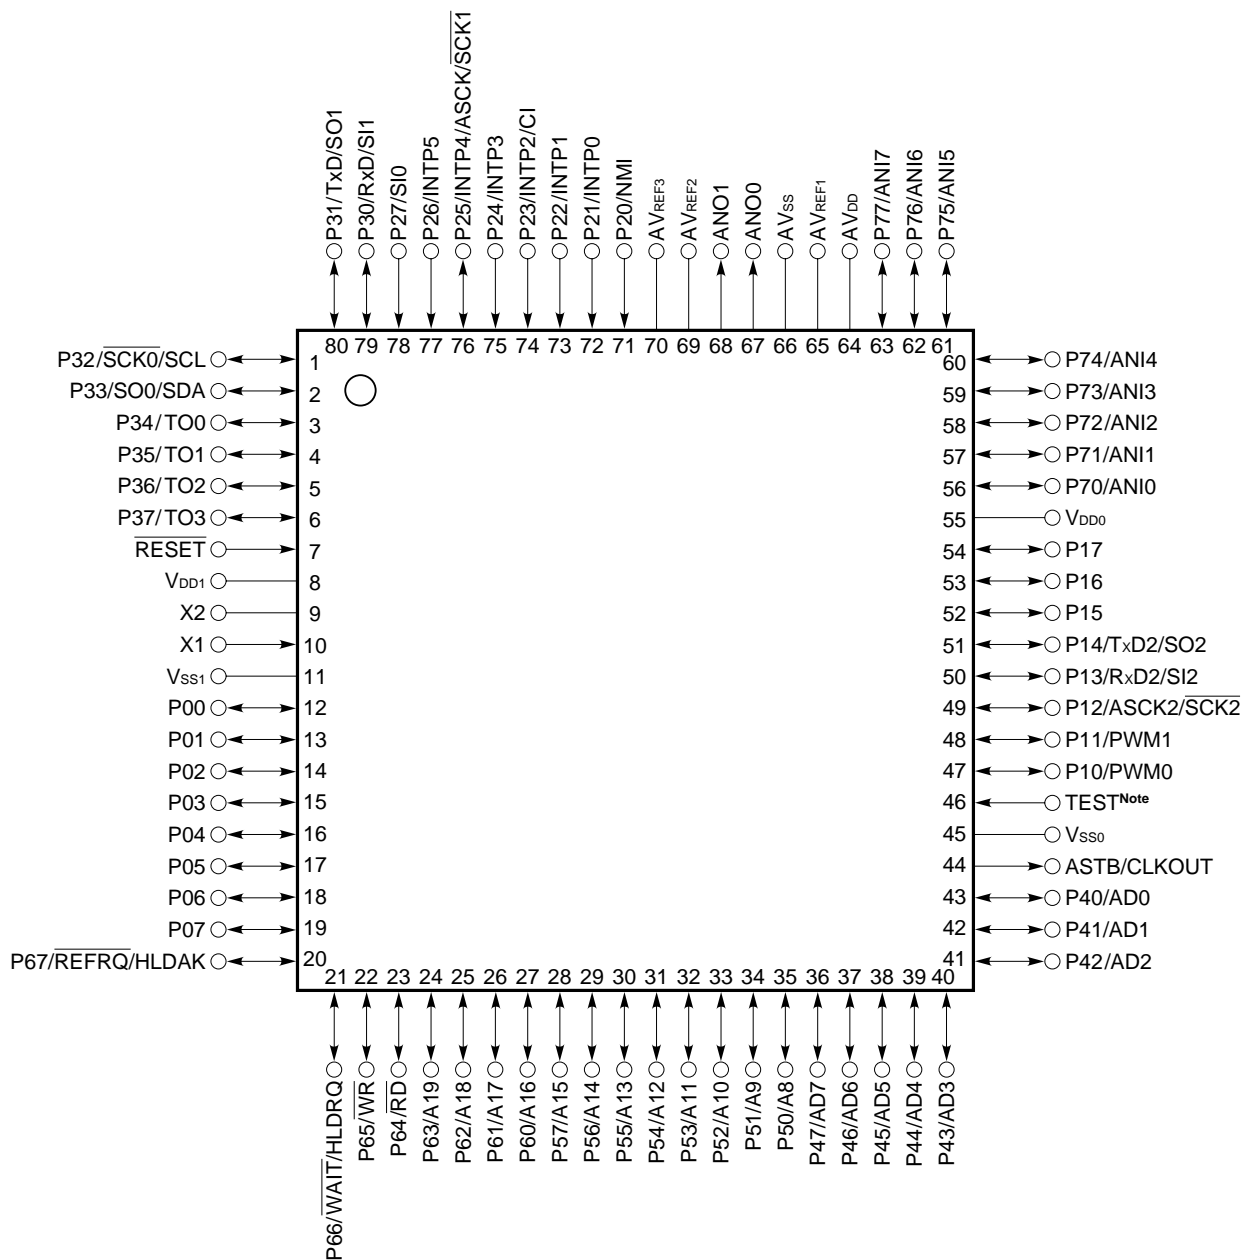 P31/TxD/SO1
P30/RxD/SI1
P27/SI0
P26/INTP5
P25/INTP4/ASCK/S̅C̅K̅1̅
P24/INTP3
P23/INTP2/CI
P22/INTP1
P21/INTP0
P20/NMI
AVREF3
AVREF2
ANO1
ANO0
AVSS
AVREF1
AVDD
P77/ANI7
P76/ANI6
P75/ANI5
80 79 78 77 76 75 74 73 72 71 70 69 68 67 66 65 64 63 62 61
P32/S̅C̅K̅0̅/SCL 1
P33/SO0/SDA 2
P34/TO0 3
P35/TO1 4
P36/TO2 5
P37/TO3 6
R̅E̅S̅E̅T̅ 7
VDD1 8
X2 9
X1 10
VSS1 11
P00 12
P01 13
P02 14
P03 15
P04 16
P05 17
P06 18
P07 19
P67/R̅E̅F̅R̅Q̅/HLDAK 20
60 P74/ANI4
59 P73/ANI3
58 P72/ANI2
57 P71/ANI1
56 P70/ANI0
55 VDD0
54 P17
53 P16
52 P15
51 P14/TxD2/SO2
50 P13/RxD2/SI2
49 P12/ASCK2/S̅C̅K̅2̅
48 P11/PWM1
47 P10/PWM0
46 TESTNote
45 VSS0
44 ASTB/CLKOUT
43 P40/AD0
42 P41/AD1
41 P42/AD2
21 22 23 24 25 26 27 28 29 30 31 32 33 34 35 36 37 38 39 40
P66/W̅A̅I̅T̅/HLDRQ
P65/W̅R̅
P64/R̅D̅
P63/A19
P62/A18
P61/A17
P60/A16
P57/A15
P56/A14
P55/A13
P54/A12
P53/A11
P52/A10
P51/A9
P50/A8
P47/AD7
P46/AD6
P45/AD5
P44/AD4
P43/AD3